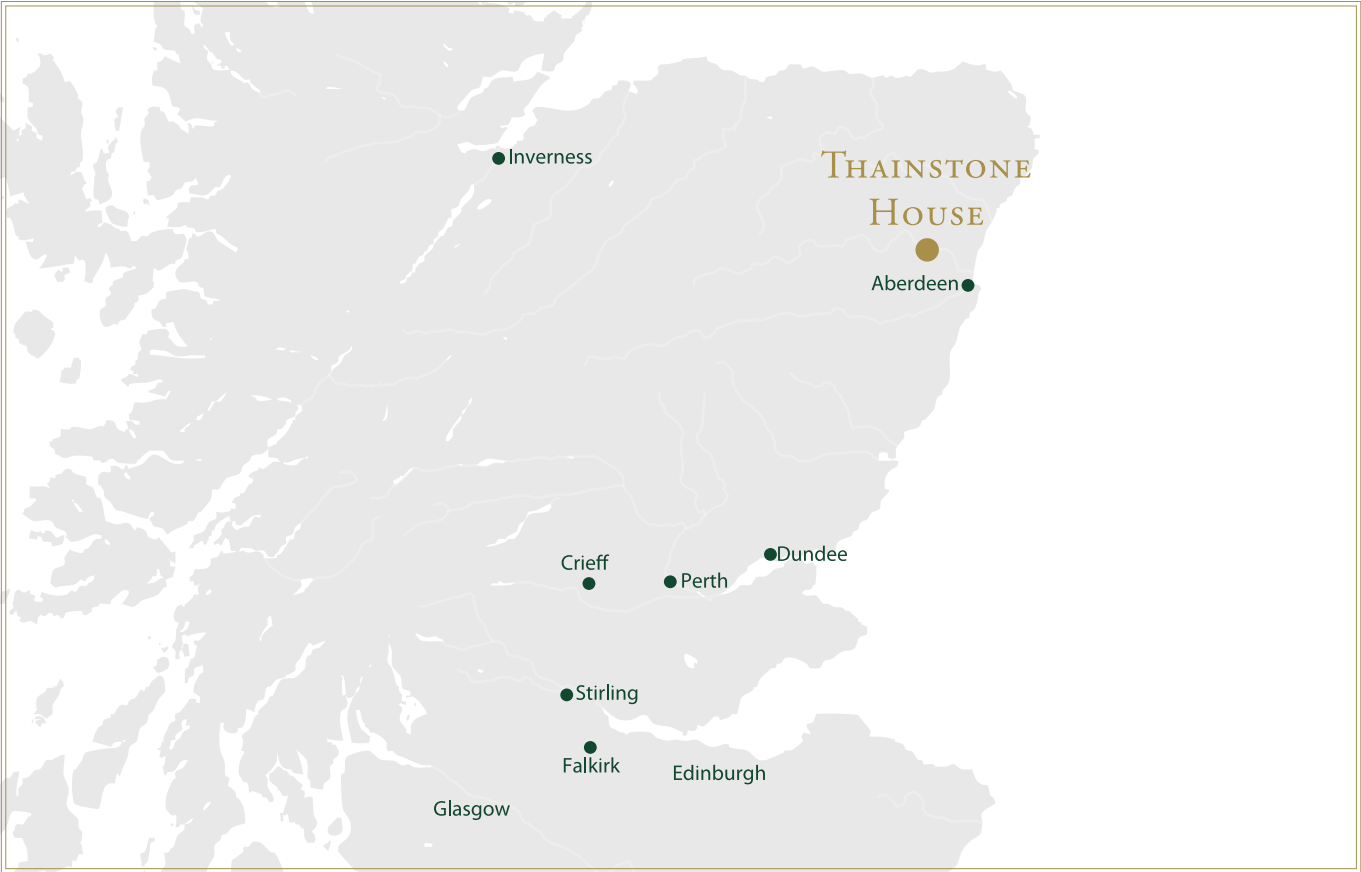 Inverness
THAINSTONE
HOUSE
Aberdeen
Dundee
Crieff
Perth
Stirling
Falkirk
Edinburgh
Glasgow